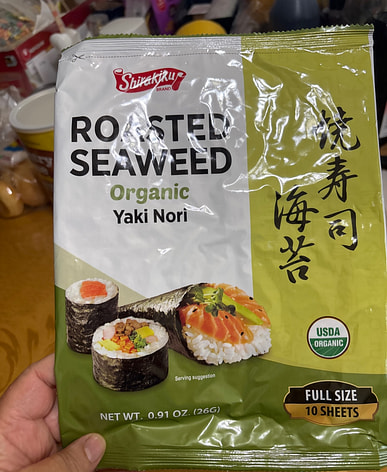 Shirakiku
BRAND
ROASTED
SEAWEED
Organic
Yaki Nori
焼寿司
海苔
USDA
ORGANIC
Serving suggestion
FULL SIZE
10 SHEETS
NET WT. 0.91 OZ. (26G)